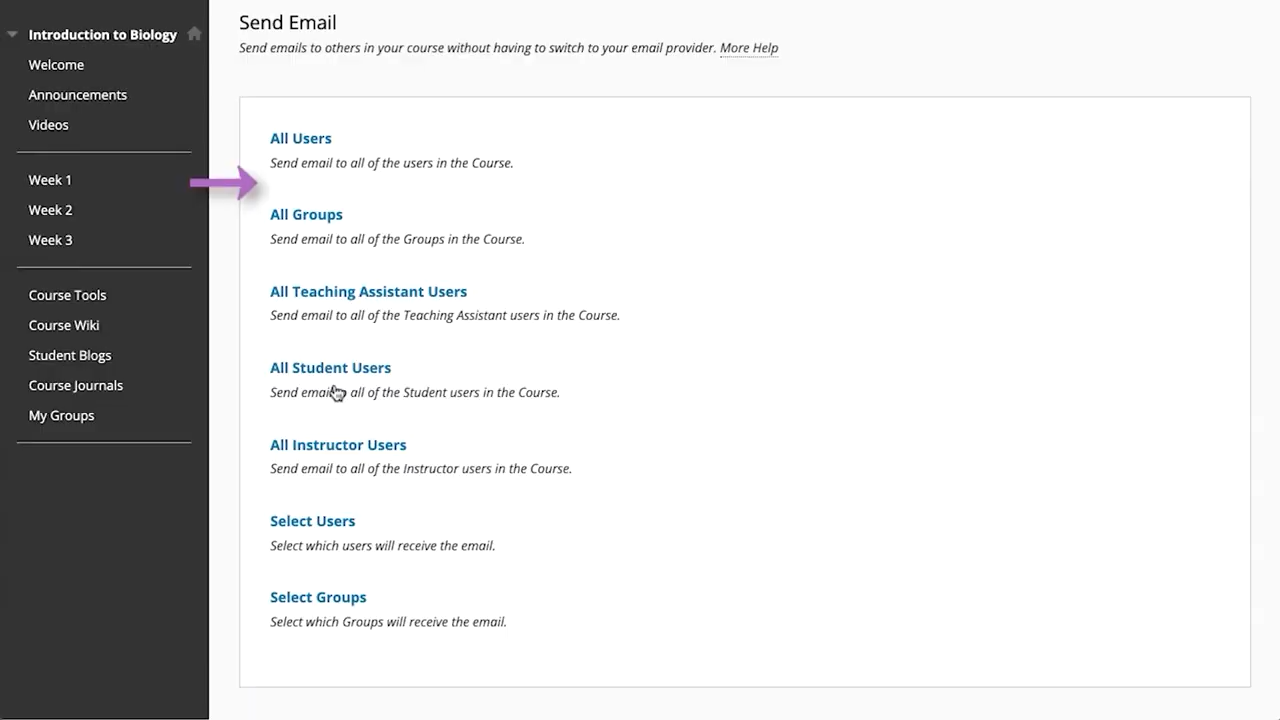 Introduction to Biology
Welcome
Announcements
Videos
Week 1
Week 2
Week 3
Course Tools
Course Wiki
Student Blogs
Course Journals
My Groups
Send Email
Send emails to others in your course without having to switch to your email provider. More Help
All Users
Send email to all of the users in the Course.
All Groups
Send email to all of the Groups in the Course.
All Teaching Assistant Users
Send email to all of the Teaching Assistant users in the Course.
All Student Users
Send email all of the Student users in the Course.
All Instructor Users
Send email to all of the Instructor users in the Course.
Select Users
Select which users will receive the email.
Select Groups
Select which Groups will receive the email.